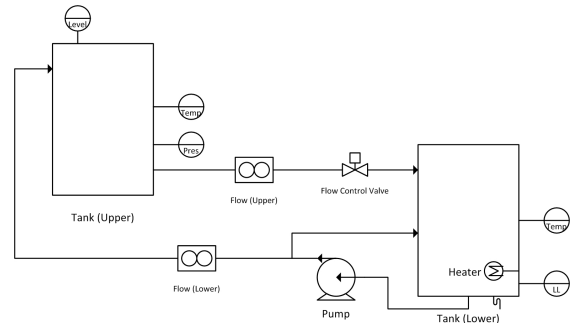 Level
Temp
Pres
Tank (Upper)
Flow (Upper)
Flow Control Valve
Temp
Heater
LL
Flow (Lower)
Pump
Tank (Lower)